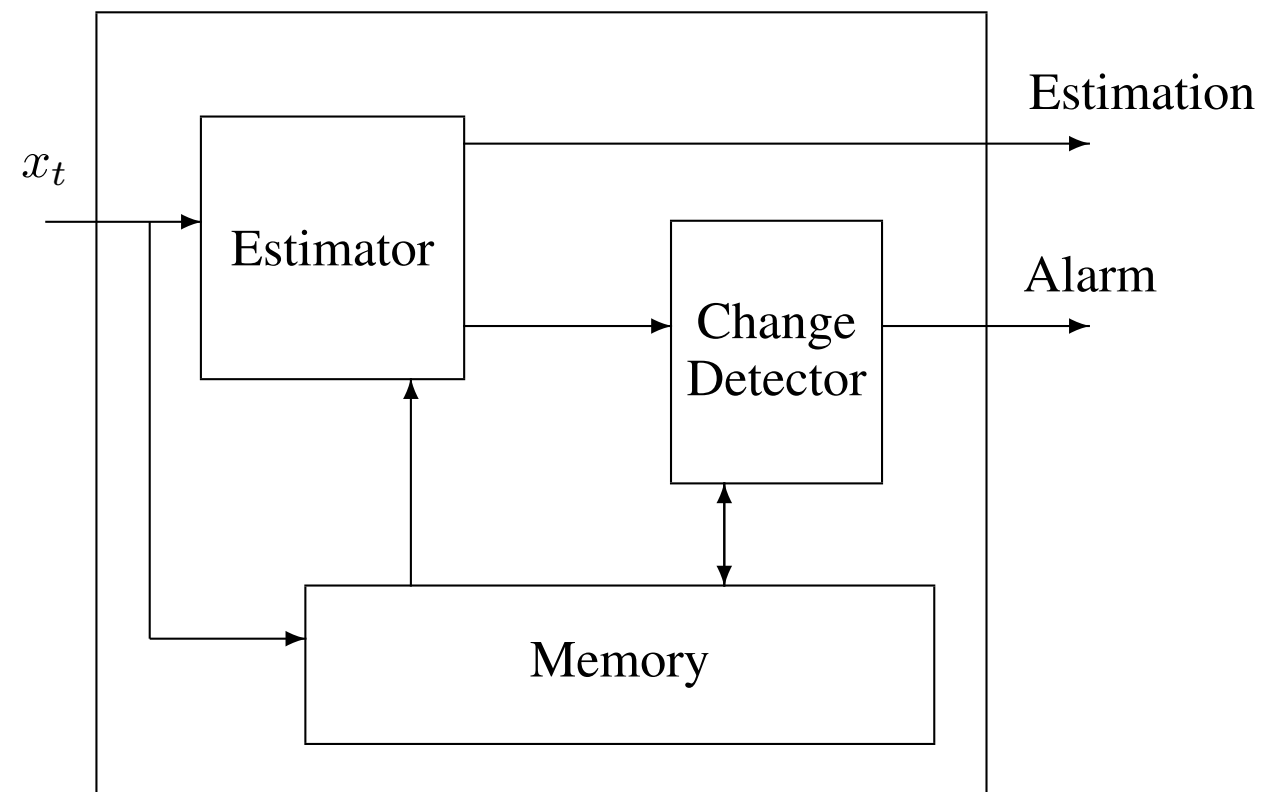 Estimation
x_t
Estimator
Alarm
Change
Detector
Memory